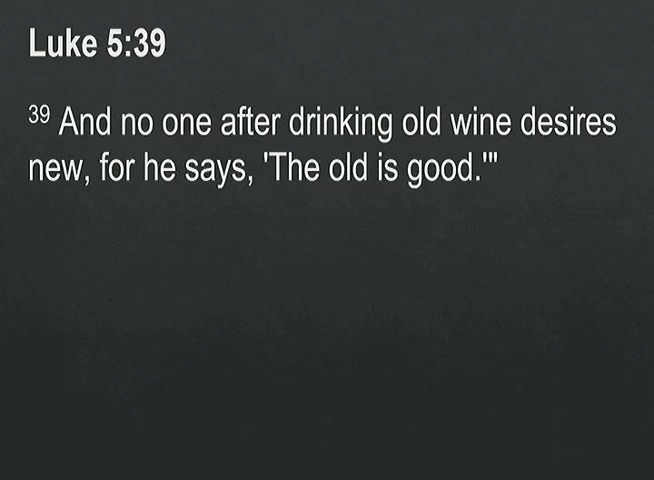 Luke 5:39
39 And no one after drinking old wine desires
new, for he says, 'The old is good.'"